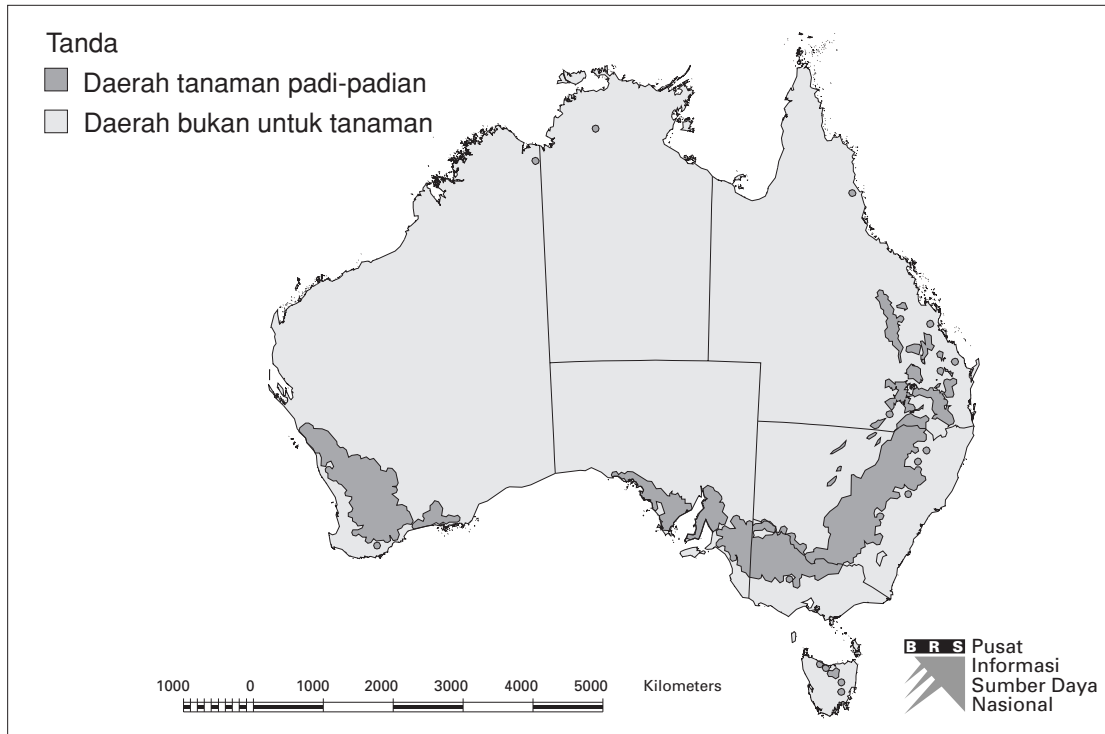 Tanda
Daerah tanaman padi-padian
Daerah bukan untuk tanaman
1000 0 1000 2000 3000 4000 5000 Kilometers
BRS Pusat
Informasi
Sumber Daya
Nasional